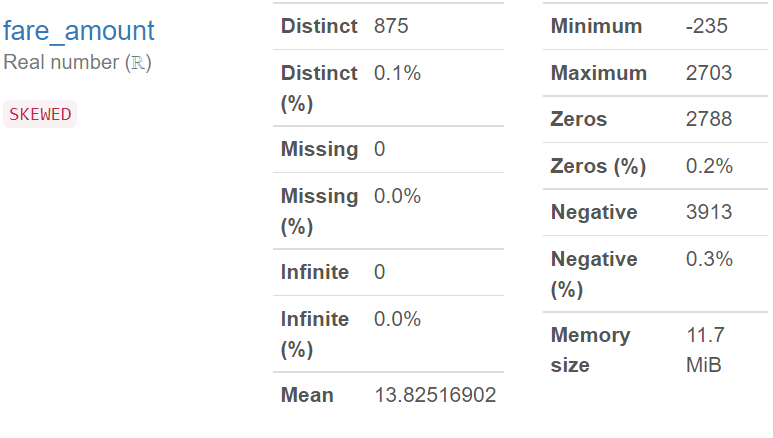 fare_amount
Real number (ℝ)
SKEWED
Distinct 875
Distinct 0.1%
(%)
Missing 0
Missing 0.0%
(%)
Infinite 0
Infinite 0.0%
(%)
Mean 13.82516902
Minimum -235
Maximum 2703
Zeros 2788
Zeros (%) 0.2%
Negative 3913
Negative 0.3%
(%)
Memory 11.7
size MiB